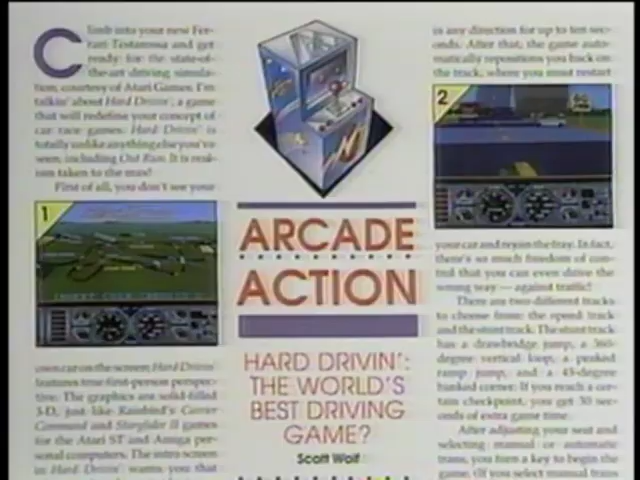 Climb into your new Fer-
rari Testarossa and get
ready for the state-of-
the-art driving simula-
tion, courtesy of Atari Games. I'm
talkin' about Hard Drivin', a game
that will redefine your concept of
car race games. Hard Drivin' is
totally unlike anything else you've
seen, including Out Run. It is real-
ism taken to the max!
First of all, you don't see your
1
own car on the screen; Hard Drivin'
features true first-person perspec-
tive. The graphics are solid-filled
3-D, just like Rainbird's Carrier
Command and Starglider II games
for the Atari ST and Amiga per-
sonal computers. The intro screen
in Hard Drivin' warns you that
ARCADE
ACTION
HARD DRIVIN':
THE WORLD'S
BEST DRIVING
GAME?
Scott Wolf
in any direction for up to ten sec-
onds. After that, the game auto-
matically repositions you back on
the track, where you must restart
2
your car and rejoin the fray. In fact,
there's so much freedom of con-
trol that you can even drive the
wrong way — against traffic!
There are two different tracks
to choose from: the speed track
and the stunt track. The stunt track
has a drawbridge jump, a 360-
degree vertical loop, a peaked
ramp jump, and a 45-degree
banked corner. If you reach a cer-
tain checkpoint, you get 30 sec-
onds of extra game time.
After adjusting your seat and
selecting manual or automatic
trans, you turn a key to begin the
game. (If you select manual trans